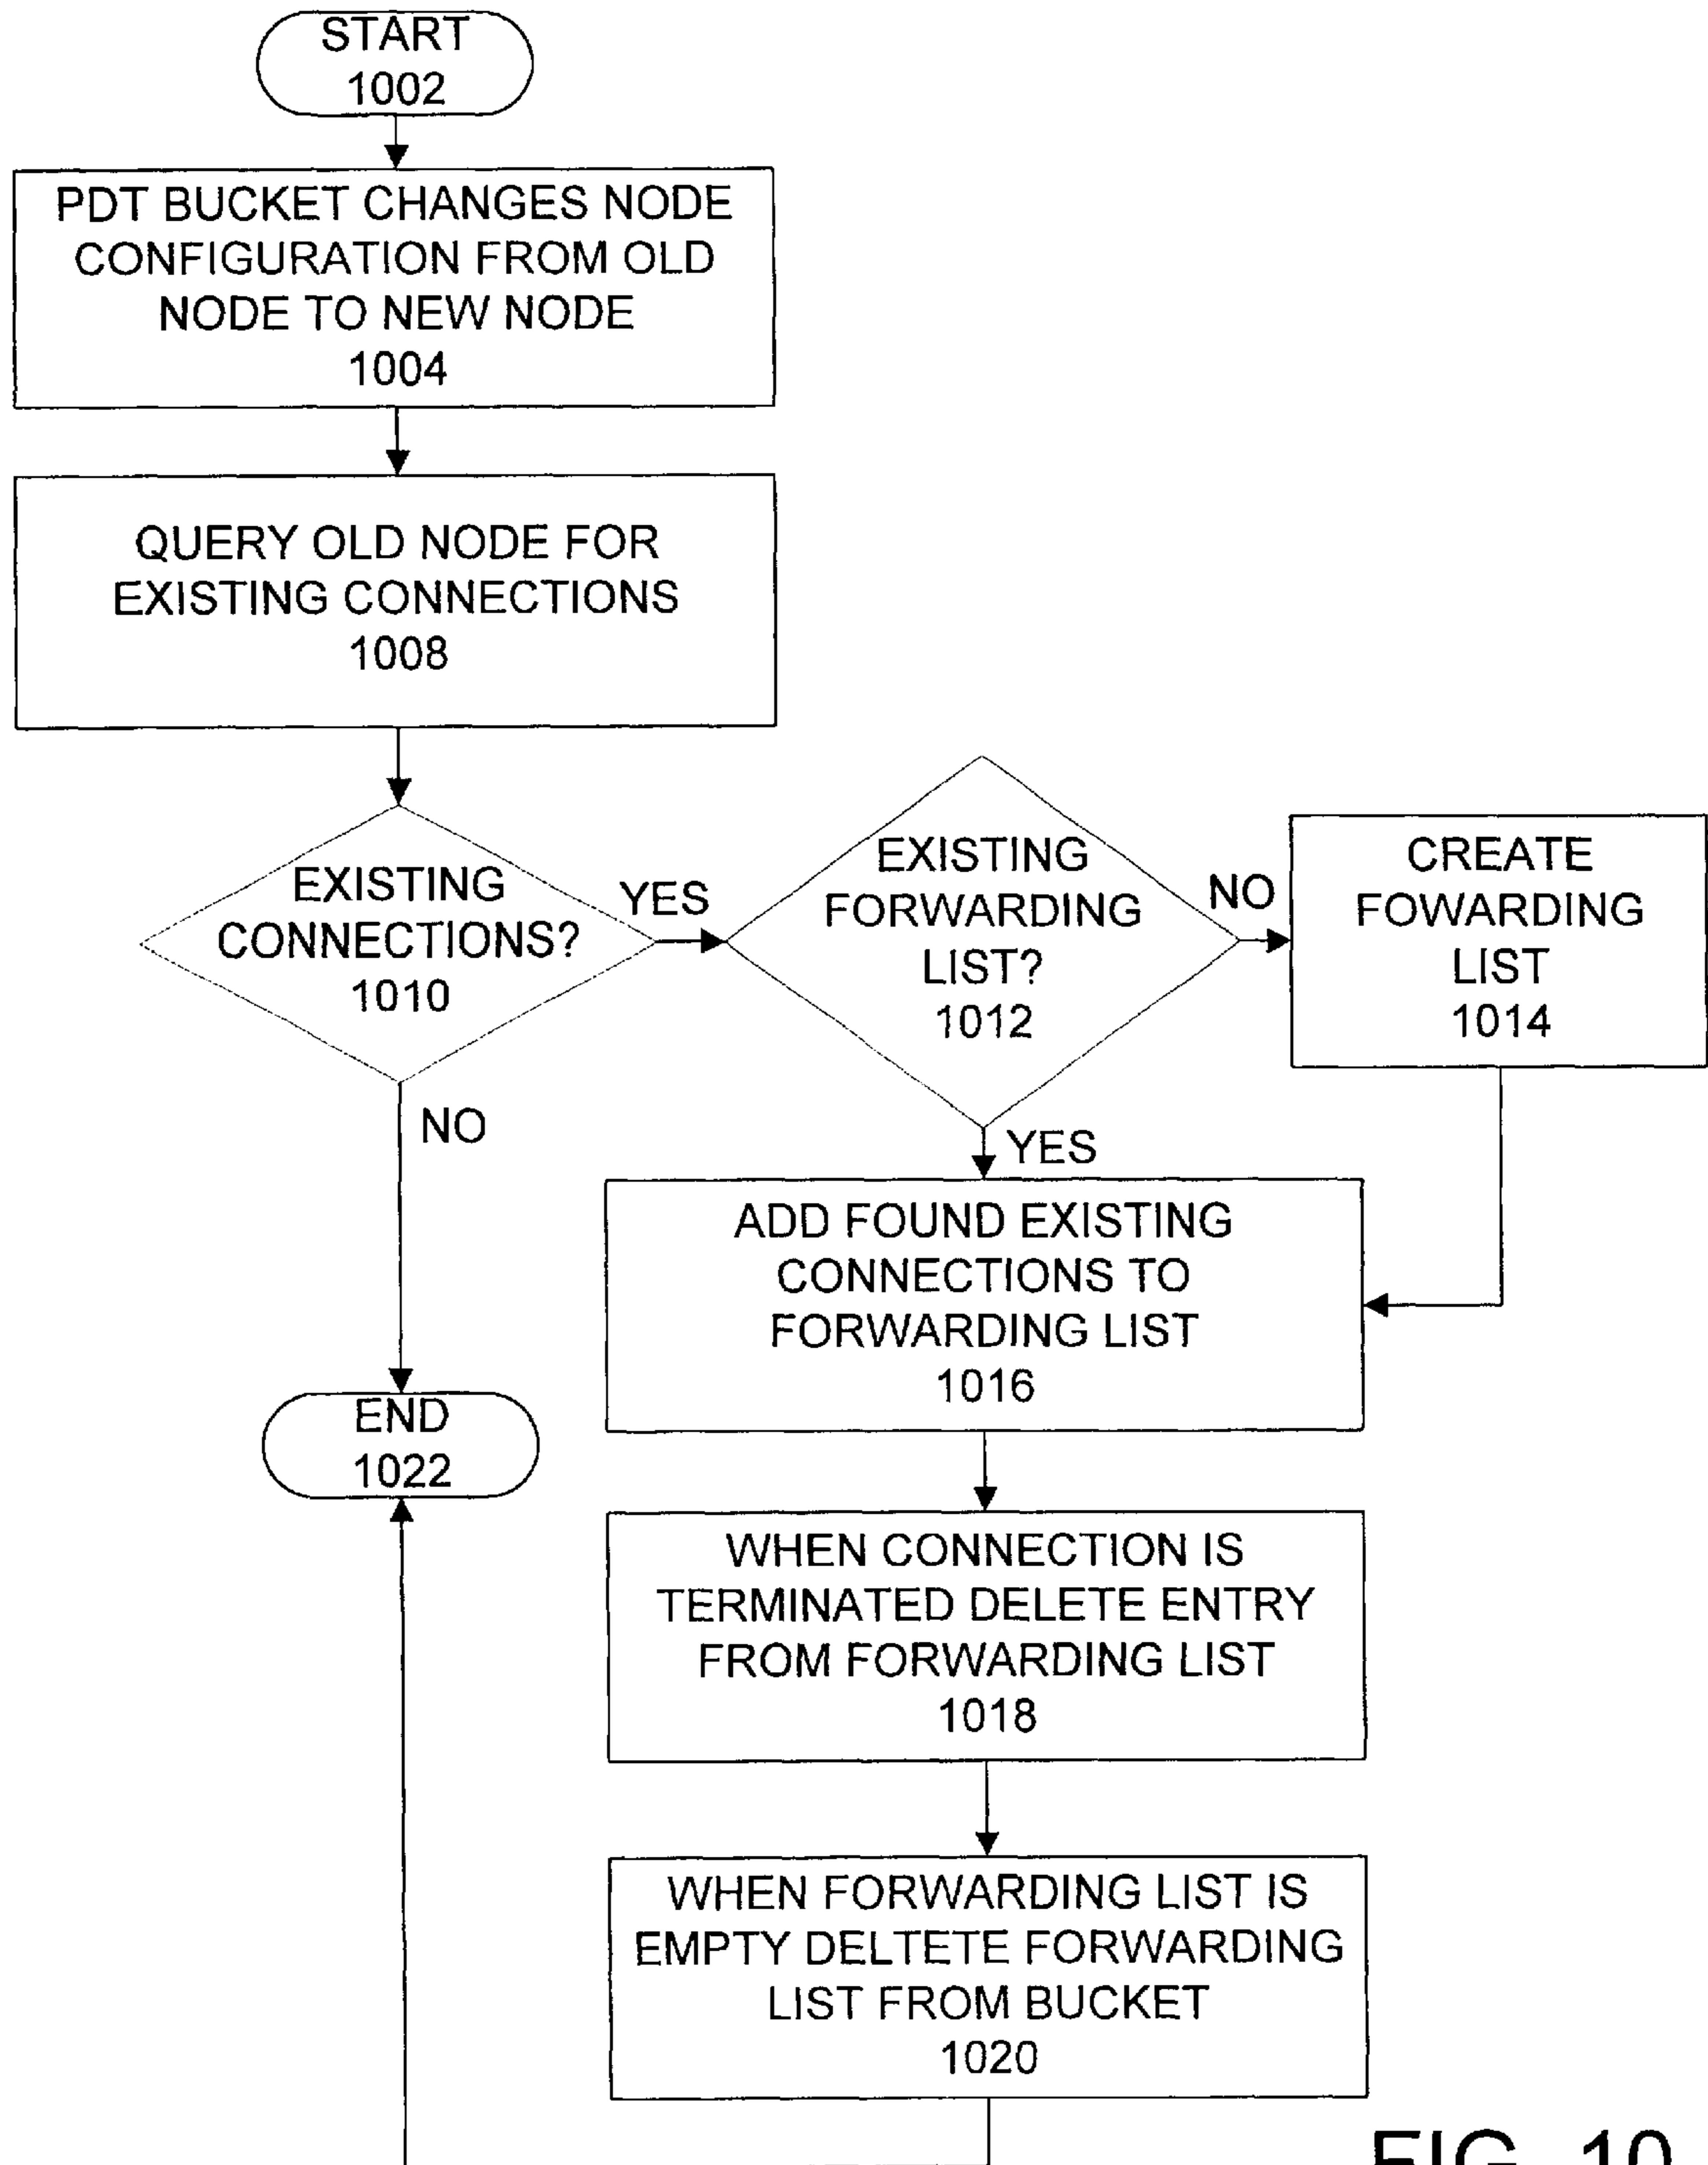 START
1002
PDT BUCKET CHANGES NODE
CONFIGURATION FROM OLD
NODE TO NEW NODE
1004
QUERY OLD NODE FOR
EXISTING CONNECTIONS
1008
EXISTING
CONNECTIONS?
1010
YES
NO
EXISTING
FORWARDING
LIST?
1012
NO
YES
CREATE
FOWARDING
LIST
1014
ADD FOUND EXISTING
CONNECTIONS TO
FORWARDING LIST
1016
END
1022
WHEN CONNECTION IS
TERMINATED DELETE ENTRY
FROM FORWARDING LIST
1018
WHEN FORWARDING LIST IS
EMPTY DELTETE FORWARDING
LIST FROM BUCKET
1020
FIG. 10